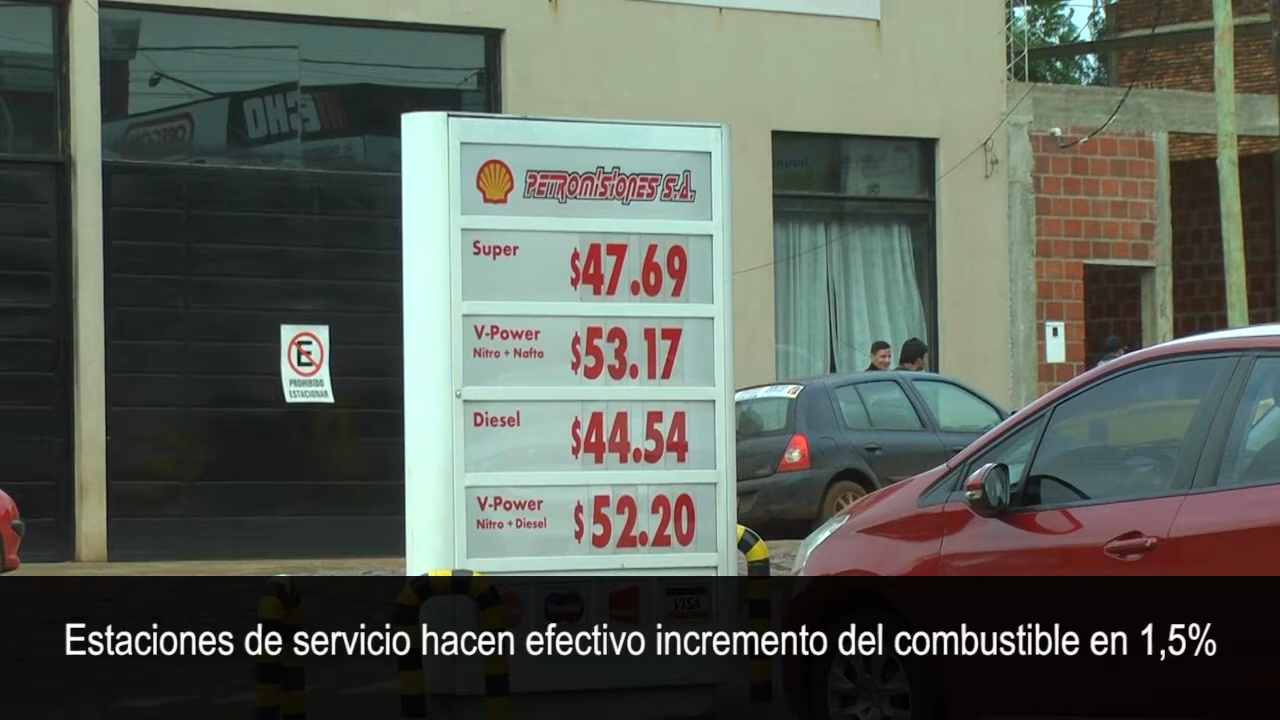 PETROMISIONES S.A.
Super
$47.69
V-Power
Nitro + Nafta
$53.17
Diesel
$44.54
V-Power
Nitro + Diesel
$52.20
E
PROHIBIDO
ESTACIONAR
VISA
Estaciones de servicio hacen efectivo incremento del combustible en 1,5%